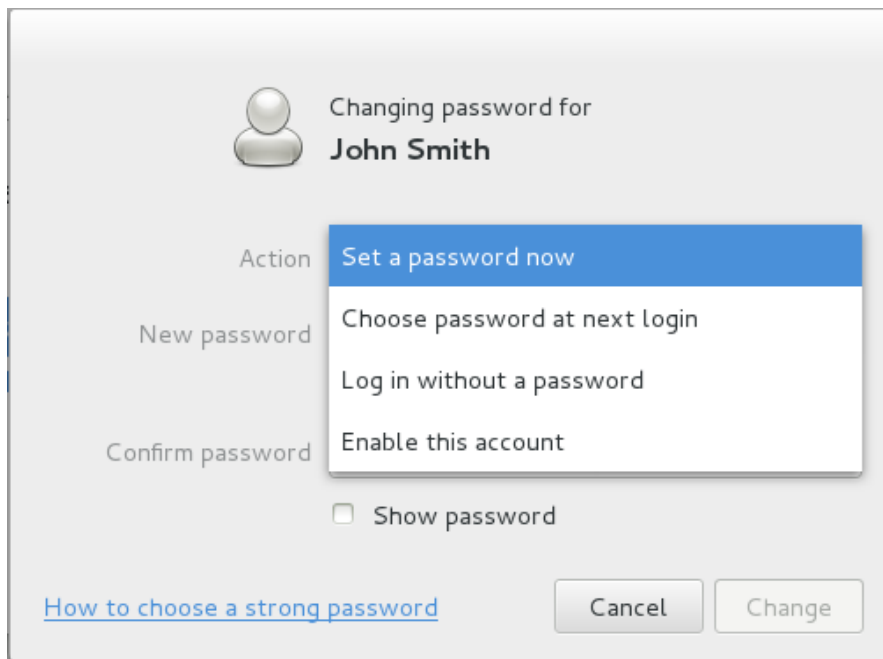 Changing password for
John Smith
Action
Set a password now
Choose password at next login
New password
Log in without a password
Enable this account
Confirm password
Show password
How to choose a strong password
Cancel
Change